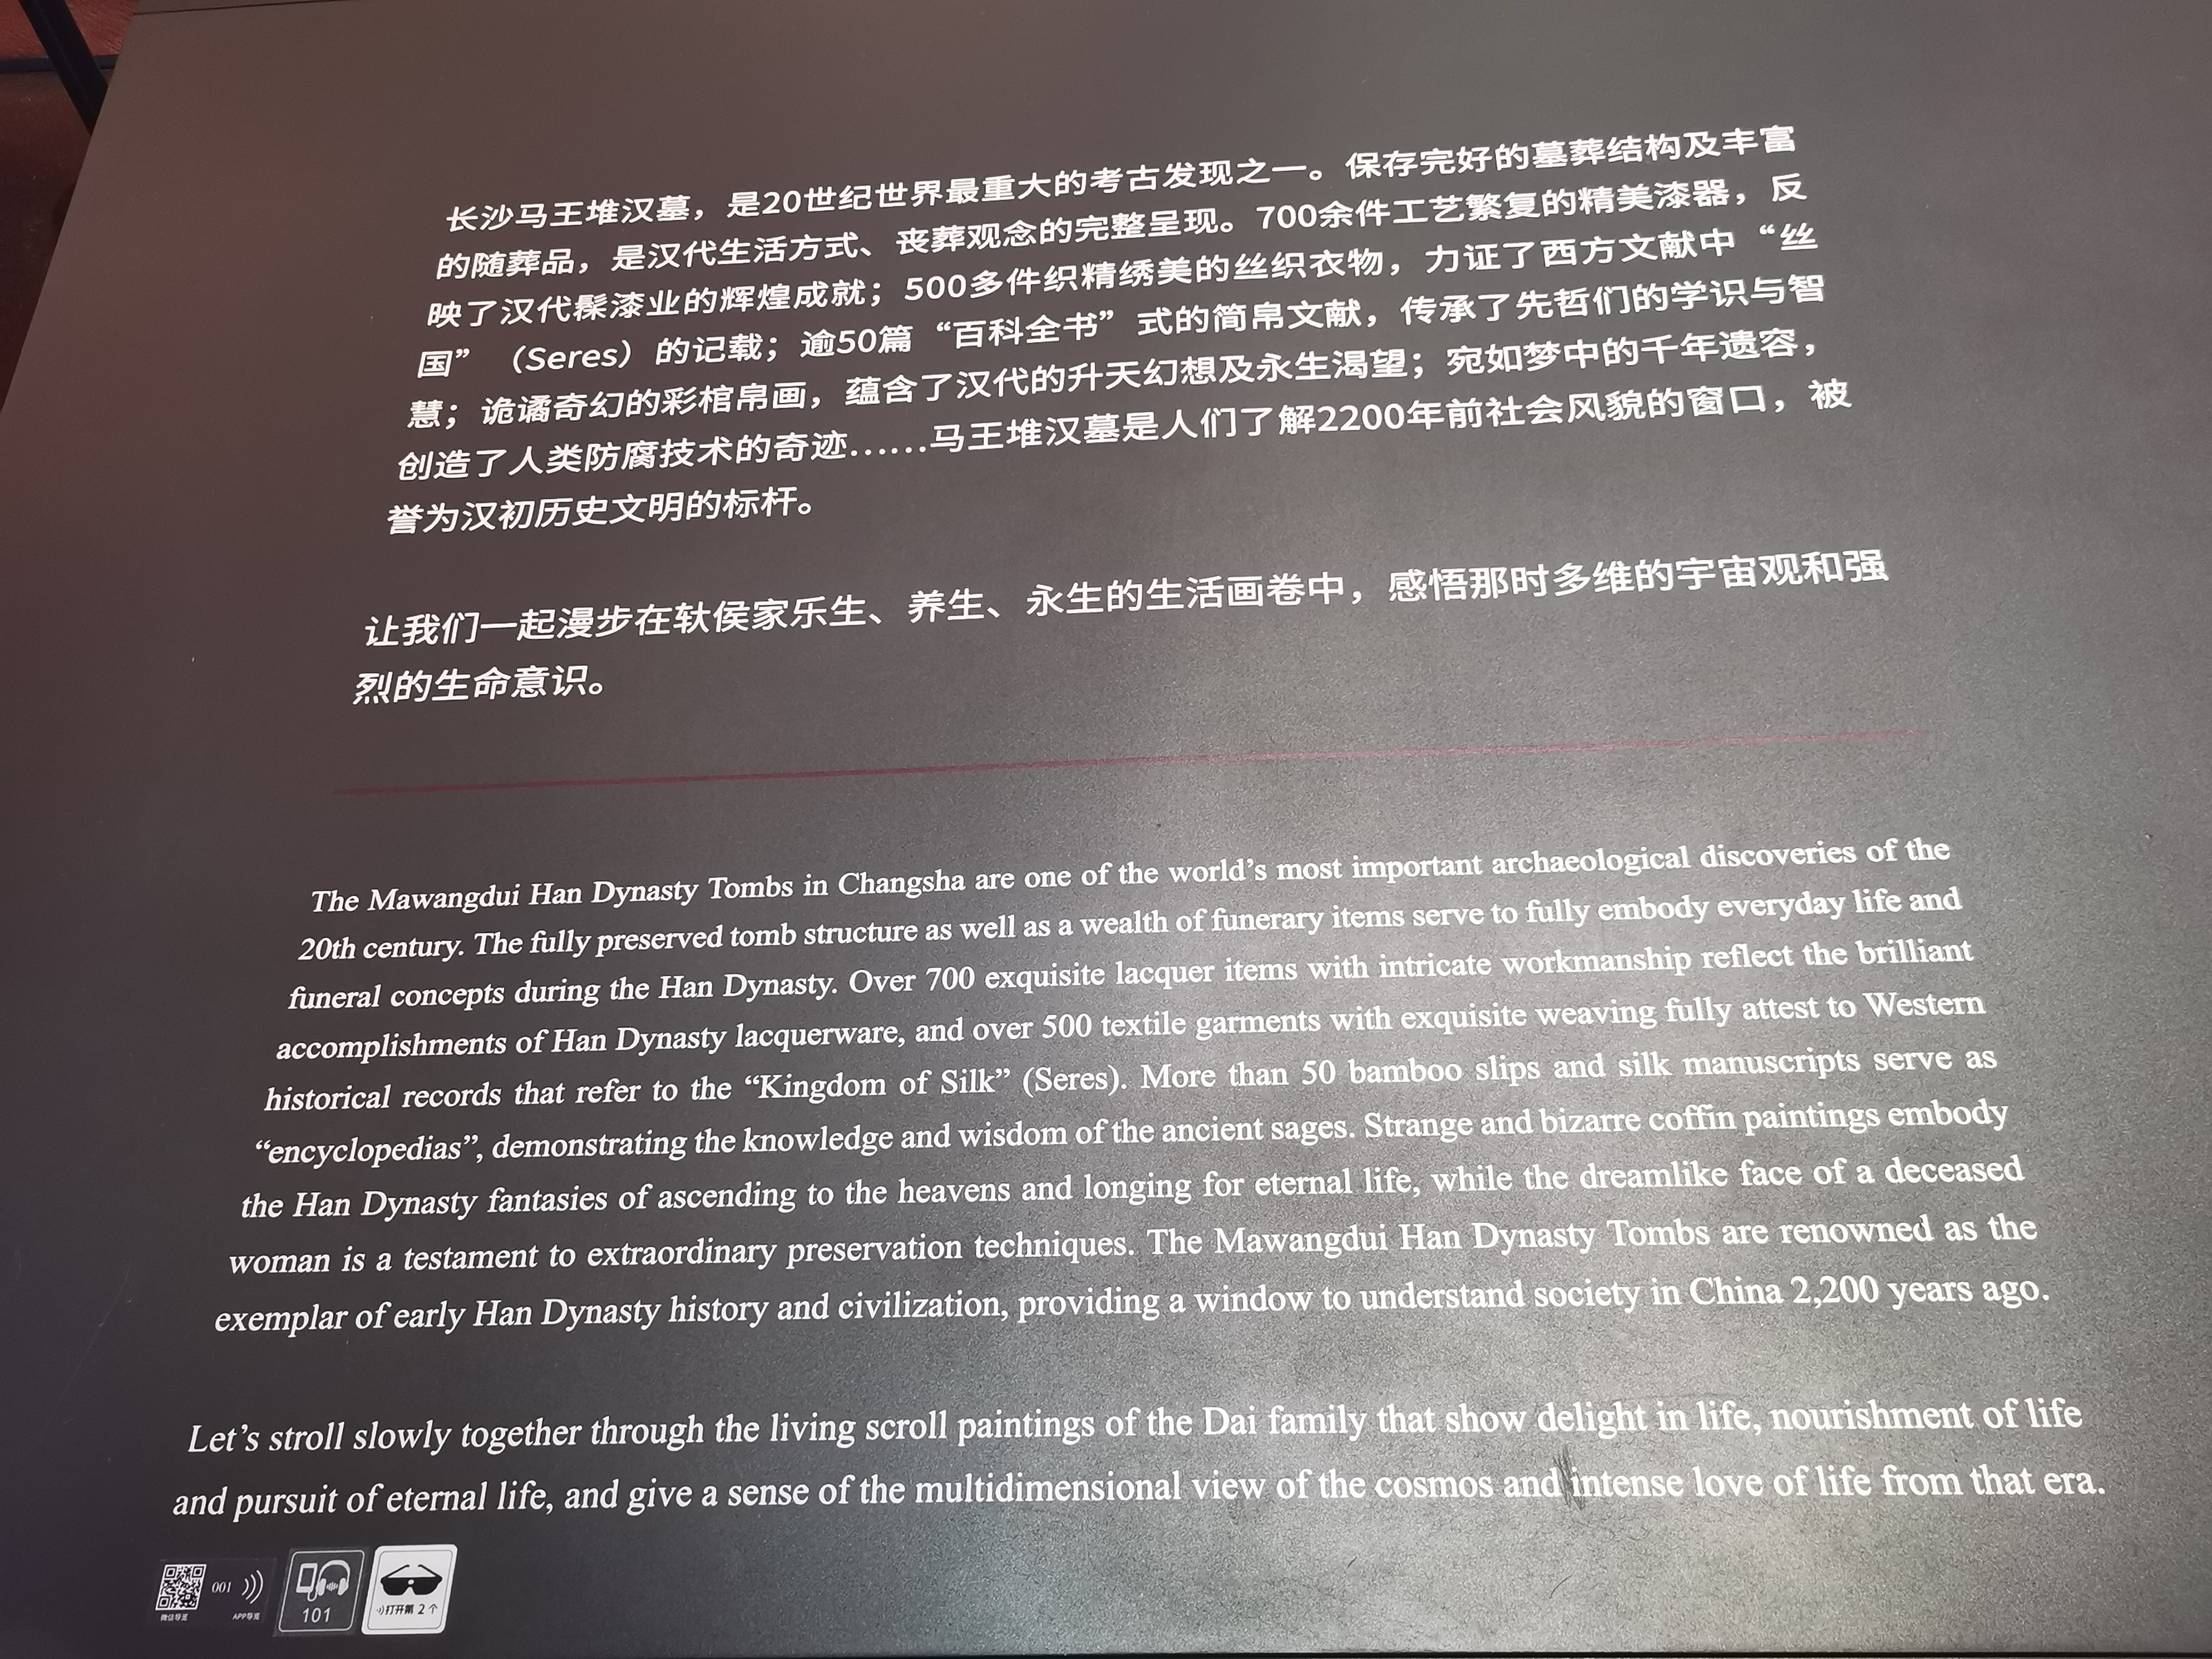 长沙马王堆汉墓，是20世纪世界最重大的考古发现之一。保存完好的墓葬结构及丰富
的随葬品，是汉代生活方式、丧葬观念的完整呈现。700余件工艺繁复的精美漆器，反
映了汉代髹漆业的辉煌成就；500多件织精绣美的丝织衣物，力证了西方文献中“丝
国”（Seres）的记载；逾50篇“百科全书”式的简帛文献，传承了先哲们的学识与智
慧；诡谲奇幻的彩棺帛画，蕴含了汉代的升天幻想及永生渴望；宛如梦中的千年遗容，
创造了人类防腐技术的奇迹……马王堆汉墓是人们了解2200年前社会风貌的窗口，被
誉为汉初历史文明的标杆。
让我们一起漫步在轪侯家乐生、养生、永生的生活画卷中，感悟那时多维的宇宙观和强
烈的生命意识。
The Mawangdui Han Dynasty Tombs in Changsha are one of the world’s most important archaeological discoveries of the
20th century. The fully preserved tomb structure as well as a wealth of funerary items serve to fully embody everyday life and
funeral concepts during the Han Dynasty. Over 700 exquisite lacquer items with intricate workmanship reflect the brilliant
accomplishments of Han Dynasty lacquerware, and over 500 textile garments with exquisite weaving fully attest to Western
historical records that refer to the “Kingdom of Silk” (Seres). More than 50 bamboo slips and silk manuscripts serve as
“encyclopedias”, demonstrating the knowledge and wisdom of the ancient sages. Strange and bizarre coffin paintings embody
the Han Dynasty fantasies of ascending to the heavens and longing for eternal life, while the dreamlike face of a deceased
woman is a testament to extraordinary preservation techniques. The Mawangdui Han Dynasty Tombs are renowned as the
exemplar of early Han Dynasty history and civilization, providing a window to understand society in China 2,200 years ago.
Let’s stroll slowly together through the living scroll paintings of the Dai family that show delight in life, nourishment of life
and pursuit of eternal life, and give a sense of the multidimensional view of the cosmos and intense love of life from that era.
001
微信导览
APP导览
101
打开第 2 个